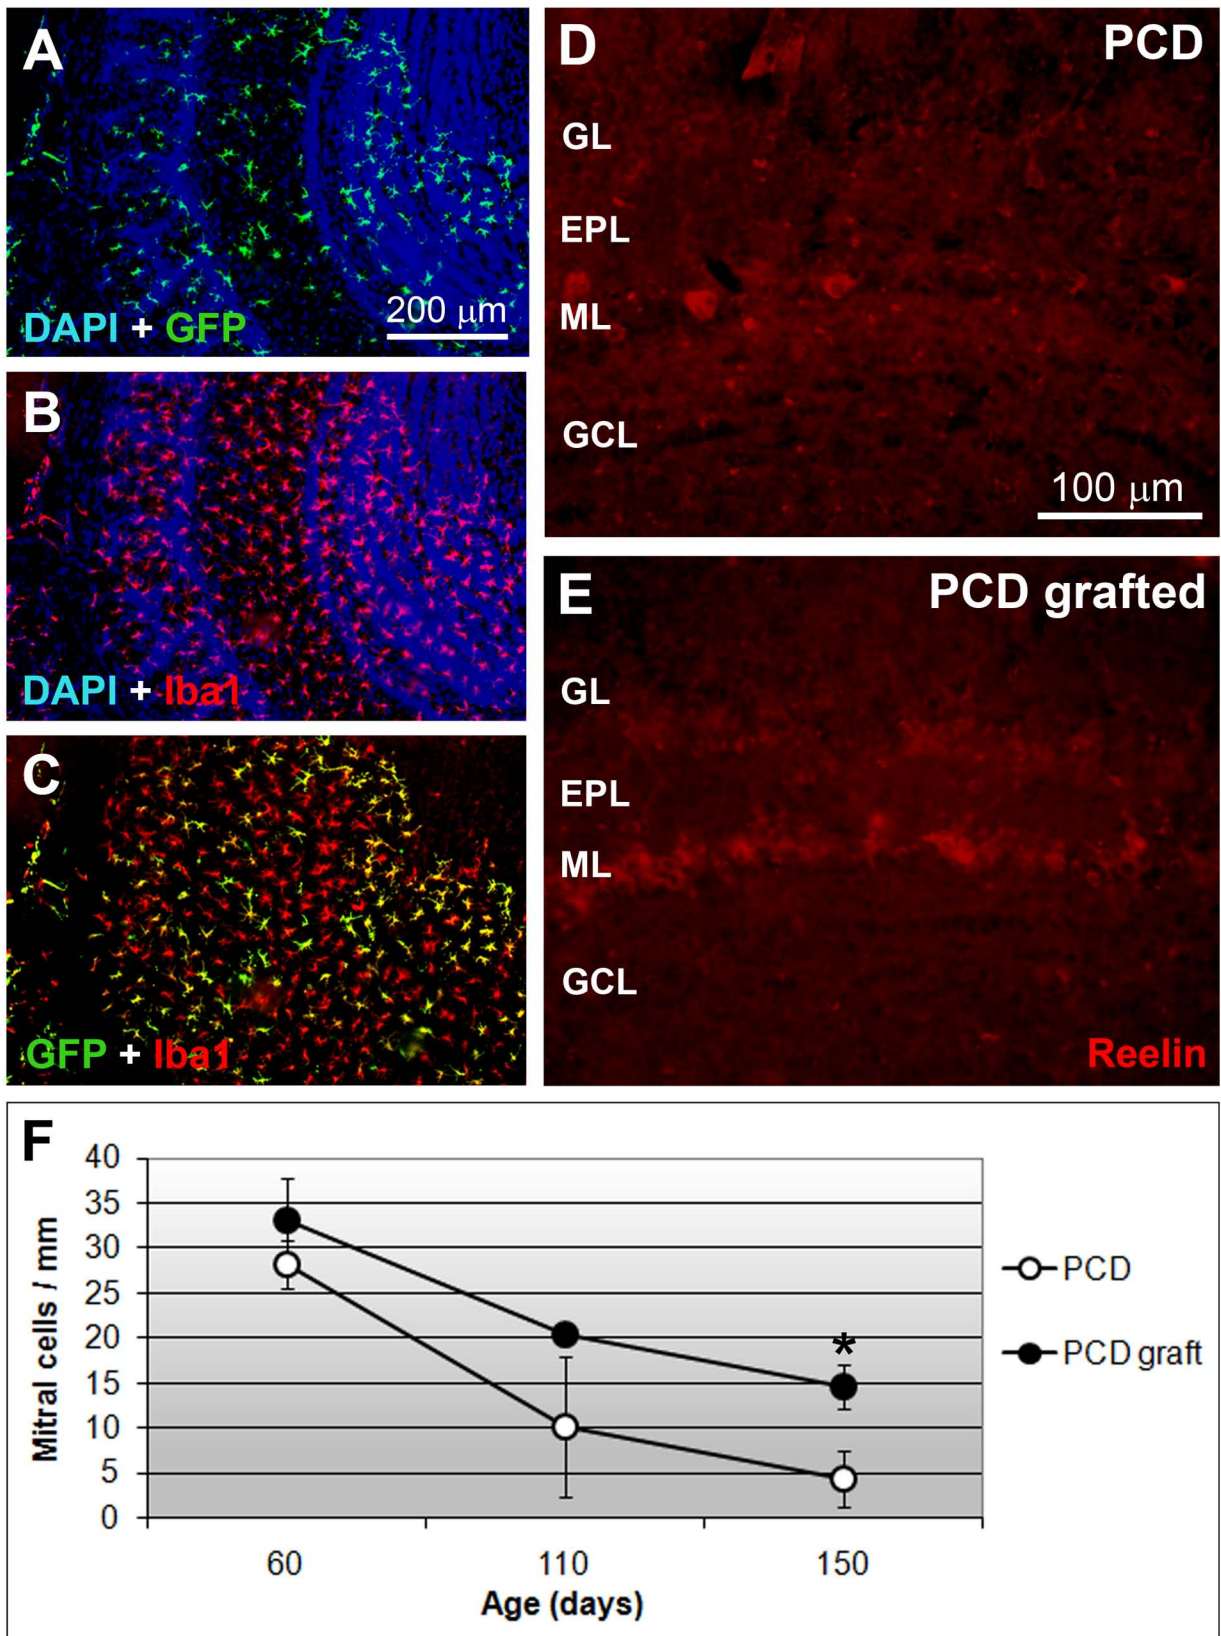 A
DAPI + GFP
200 μm
B
DAPI + Iba1
C
GFP + Iba1
D
PCD
GL
EPL
ML
GCL
100 μm
E
PCD grafted
GL
EPL
ML
GCL
Reelin
F
Mitral cells / mm
40
35
30
25
20
15
10
5
0
*
60 110 150
Age (days)
PCD
PCD graft